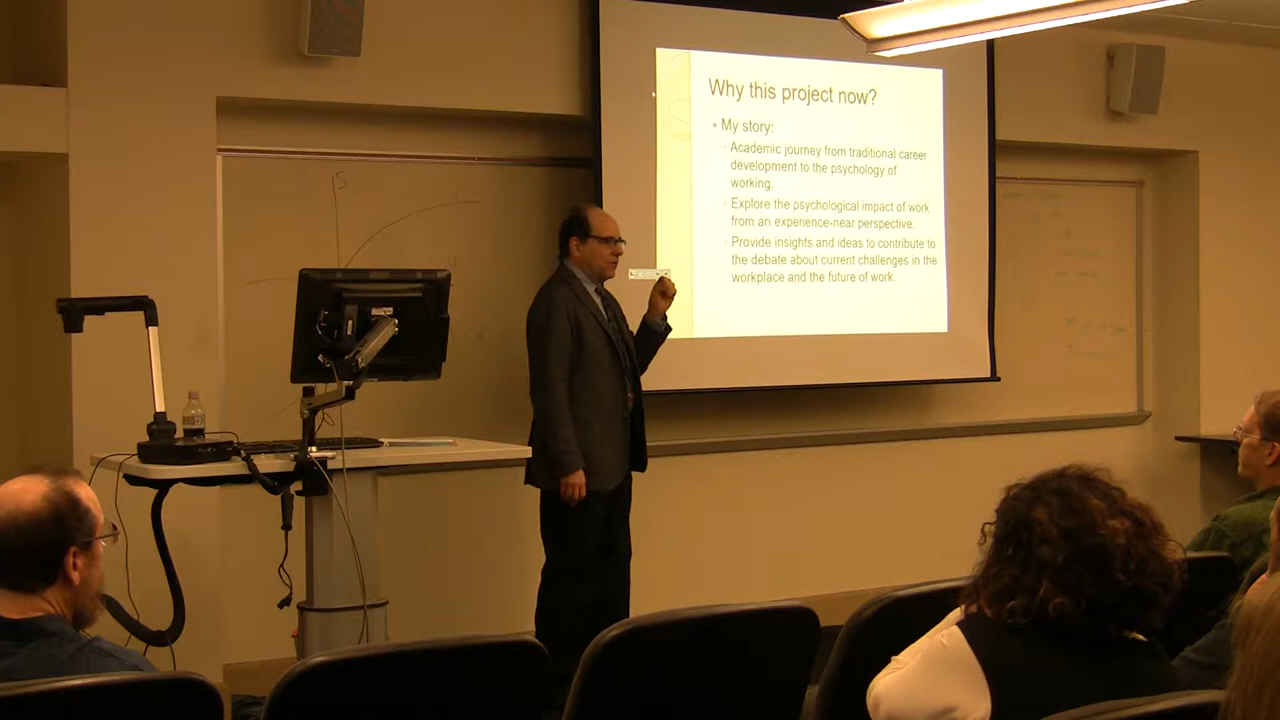 Why this project now?
• My story:
Academic journey from traditional career
development to the psychology of
working.
Explore the psychological impact of work
from an experience-near perspective.
Provide insights and ideas to contribute to
the debate about current challenges in the
workplace and the future of work.
S